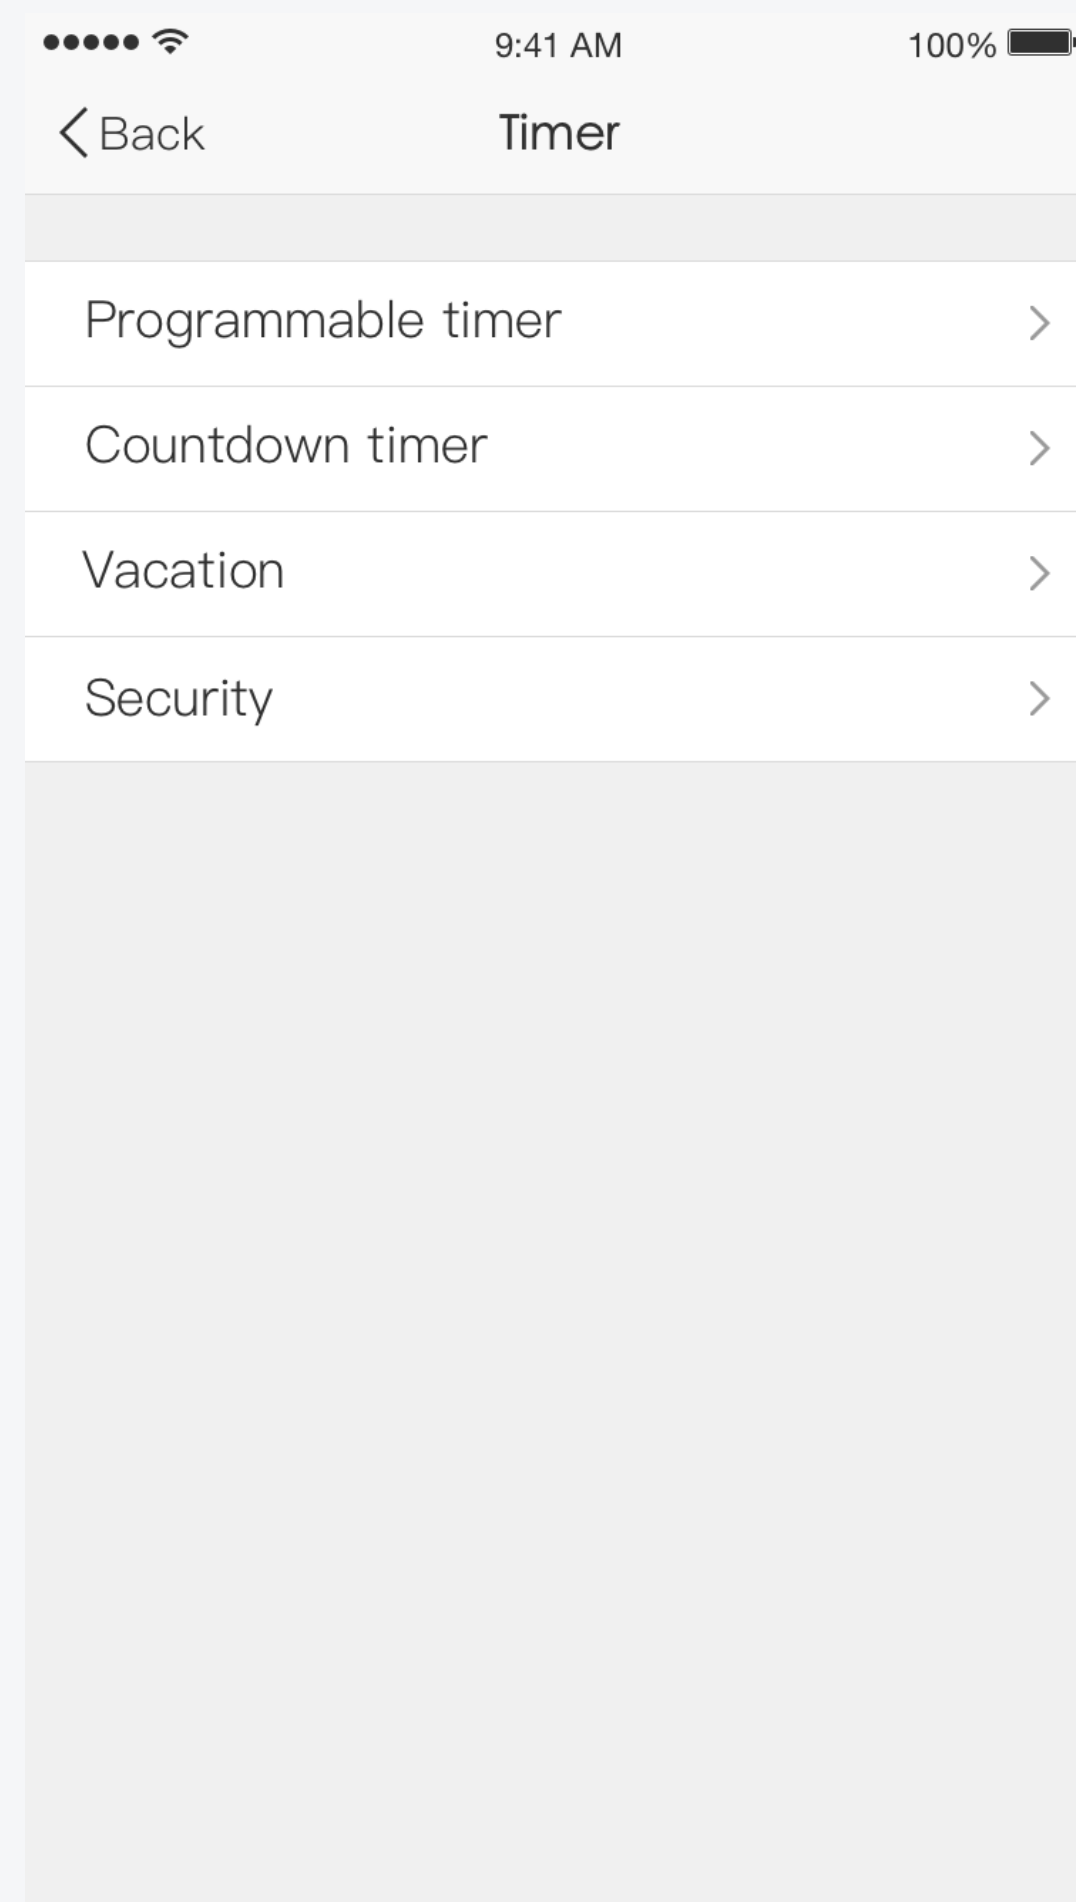 9:41 AM 100%
Back Timer
Programmable timer
Countdown timer
Vacation
Security